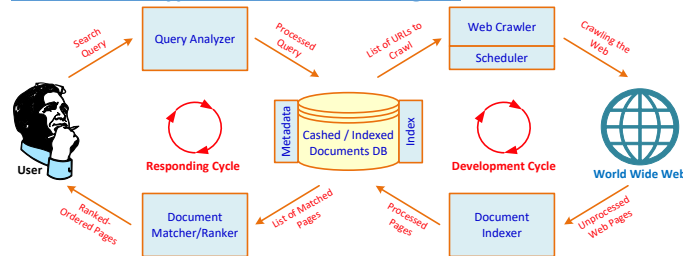 Search
Query
Query Analyzer
Processed
Query
List of URLs to
Crawl
Web Crawler
Scheduler
Crawling the
Web
User
Responding Cycle
Metadata
Cashed / Indexed
Documents DB
Index
Development Cycle
World Wide Web
Ranked-
Ordered Pages
Document
Matcher/Ranker
List of Matched
Pages
Processed
Pages
Document
Indexer
Unprocessed
Web Pages